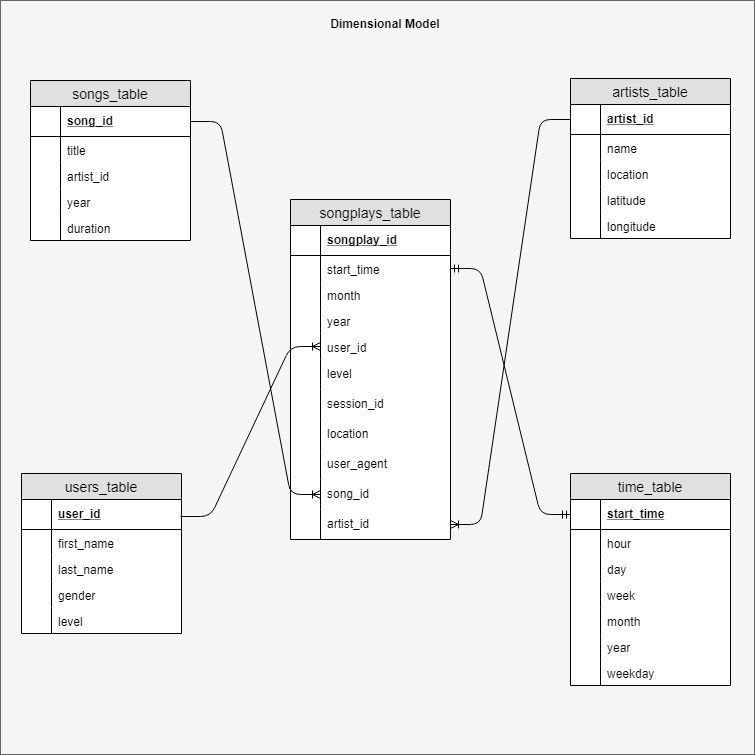 Dimensional Model
songs_table
song_id
title
artist_id
year
duration
artists_table
artist_id
name
location
latitude
longitude
songplays_table
songplay_id
start_time
month
year
user_id
level
session_id
location
user_agent
song_id
artist_id
users_table
user_id
first_name
last_name
gender
level
time_table
start_time
hour
day
week
month
year
weekday